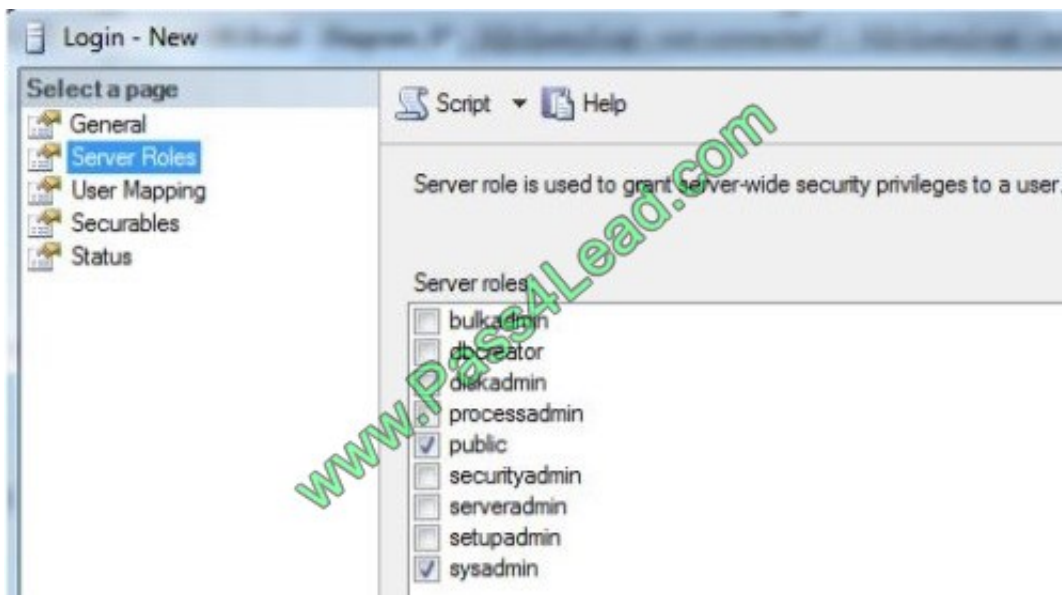 Login - New
Select a page
General
Server Roles
User Mapping
Securables
Status
Script Help
Server role is used to grant server-wide security privileges to a user.
Server roles:
bulkadmin
dbcreator
diskadmin
processadmin
public
securityadmin
serveradmin
setupadmin
sysadmin
www.Pass4Lead.com